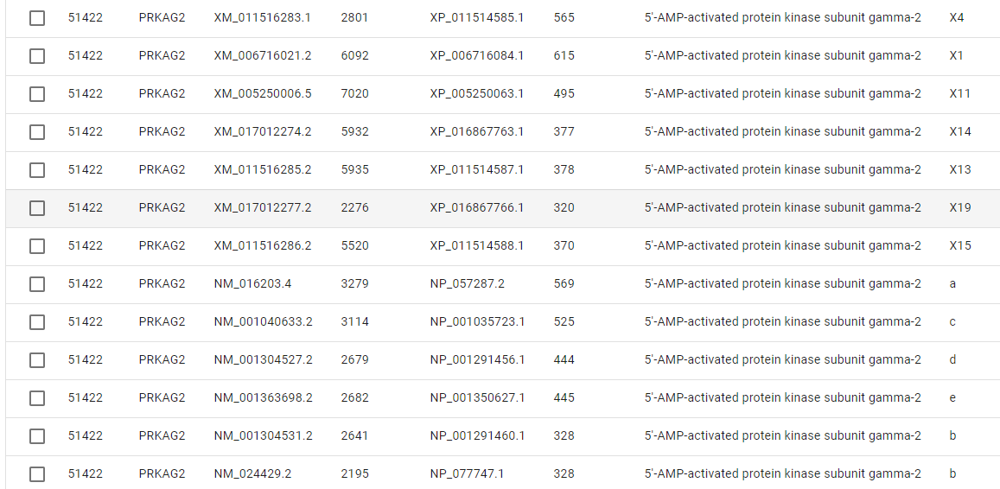 51422 PRKAG2 XM_011516283.1 2801 XP_011514585.1 565 5'-AMP-activated protein kinase subunit gamma-2 X4
51422 PRKAG2 XM_006716021.2 6092 XP_006716084.1 615 5'-AMP-activated protein kinase subunit gamma-2 X1
51422 PRKAG2 XM_005250006.5 7020 XP_005250063.1 495 5'-AMP-activated protein kinase subunit gamma-2 X11
51422 PRKAG2 XM_017012274.2 5932 XP_016867763.1 377 5'-AMP-activated protein kinase subunit gamma-2 X14
51422 PRKAG2 XM_011516285.2 5935 XP_011514587.1 378 5'-AMP-activated protein kinase subunit gamma-2 X13
51422 PRKAG2 XM_017012277.2 2276 XP_016867766.1 320 5'-AMP-activated protein kinase subunit gamma-2 X19
51422 PRKAG2 XM_011516286.2 5520 XP_011514588.1 370 5'-AMP-activated protein kinase subunit gamma-2 X15
51422 PRKAG2 NM_016203.4 3279 NP_057287.2 569 5'-AMP-activated protein kinase subunit gamma-2 a
51422 PRKAG2 NM_001040633.2 3114 NP_001035723.1 525 5'-AMP-activated protein kinase subunit gamma-2 c
51422 PRKAG2 NM_001304527.2 2679 NP_001291456.1 444 5'-AMP-activated protein kinase subunit gamma-2 d
51422 PRKAG2 NM_001363698.2 2682 NP_001350627.1 445 5'-AMP-activated protein kinase subunit gamma-2 e
51422 PRKAG2 NM_001304531.2 2641 NP_001291460.1 328 5'-AMP-activated protein kinase subunit gamma-2 b
51422 PRKAG2 NM_024429.2 2195 NP_077747.1 328 5'-AMP-activated protein kinase subunit gamma-2 b